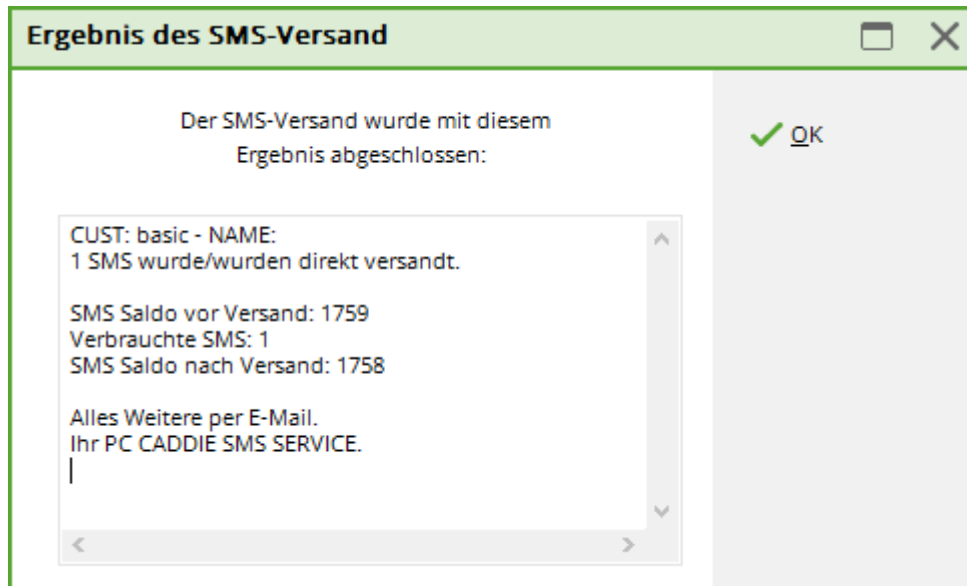 Ergebnis des SMS-Versand
Der SMS-Versand wurde mit diesem
Ergebnis abgeschlossen:
OK
CUST: basic - NAME:
1 SMS wurde/wurden direkt versandt.
SMS Saldo vor Versand: 1759
Verbrauchte SMS: 1
SMS Saldo nach Versand: 1758
Alles Weitere per E-Mail.
Ihr PC CADDIE SMS SERVICE.